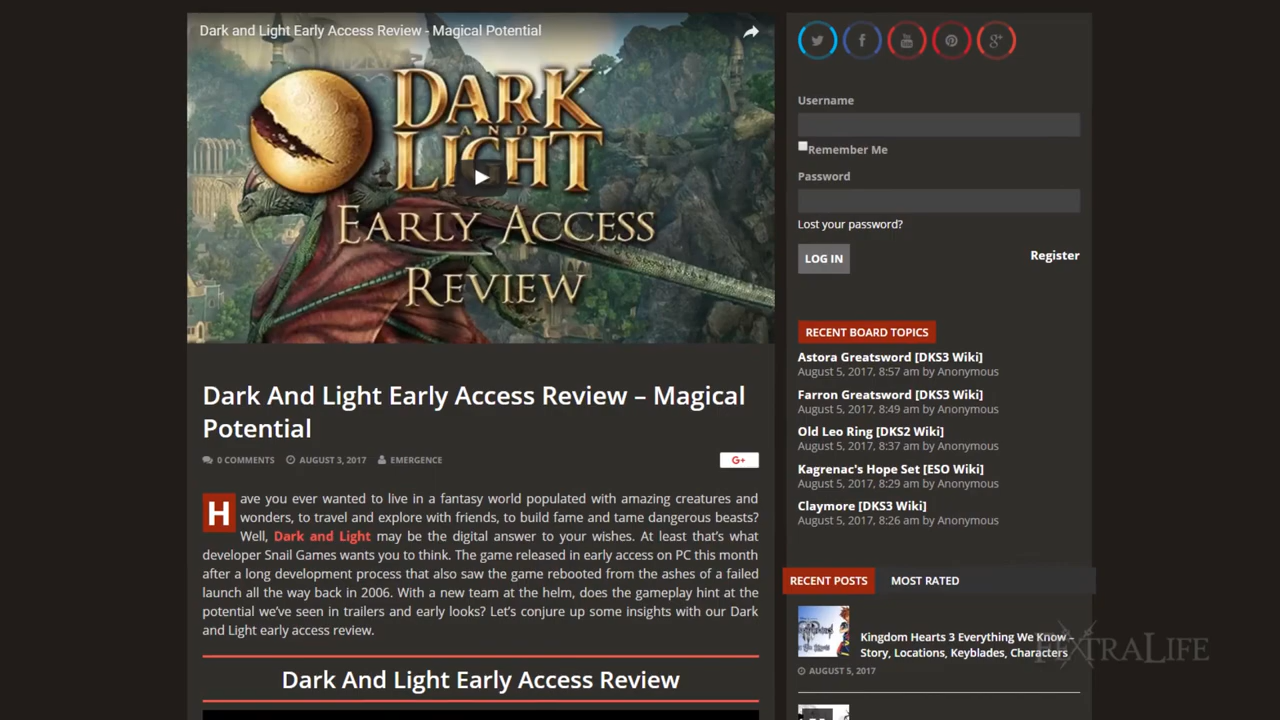 Dark and Light Early Access Review - Magical Potential
DARK
AND
LIGHT
EARLY ACCESS
REVIEW
Dark And Light Early Access Review – Magical
Potential
0 COMMENTS AUGUST 3, 2017 EMERGENCE
G+
Have you ever wanted to live in a fantasy world populated with amazing creatures and
wonders, to travel and explore with friends, to build fame and tame dangerous beasts?
Well, Dark and Light may be the digital answer to your wishes. At least that's what
developer Snail Games wants you to think. The game released in early access on PC this month
after a long development process that also saw the game rebooted from the ashes of a failed
launch all the way back in 2006. With a new team at the helm, does the gameplay hint at the
potential we've seen in trailers and early looks? Let's conjure up some insights with our Dark
and Light early access review.
Dark And Light Early Access Review
Username
Remember Me
Password
Lost your password?
LOG IN
Register
RECENT BOARD TOPICS
Astora Greatsword [DKS3 Wiki]
August 5, 2017, 8:57 am by Anonymous
Farron Greatsword [DKS3 Wiki]
August 5, 2017, 8:49 am by Anonymous
Old Leo Ring [DKS2 Wiki]
August 5, 2017, 8:37 am by Anonymous
Kagrenac's Hope Set [ESO Wiki]
August 5, 2017, 8:29 am by Anonymous
Claymore [DKS3 Wiki]
August 5, 2017, 8:26 am by Anonymous
RECENT POSTS MOST RATED
Kingdom Hearts 3 Everything We Know –
Story, Locations, Keyblades, Characters
AUGUST 5, 2017
FEXTRALIFE